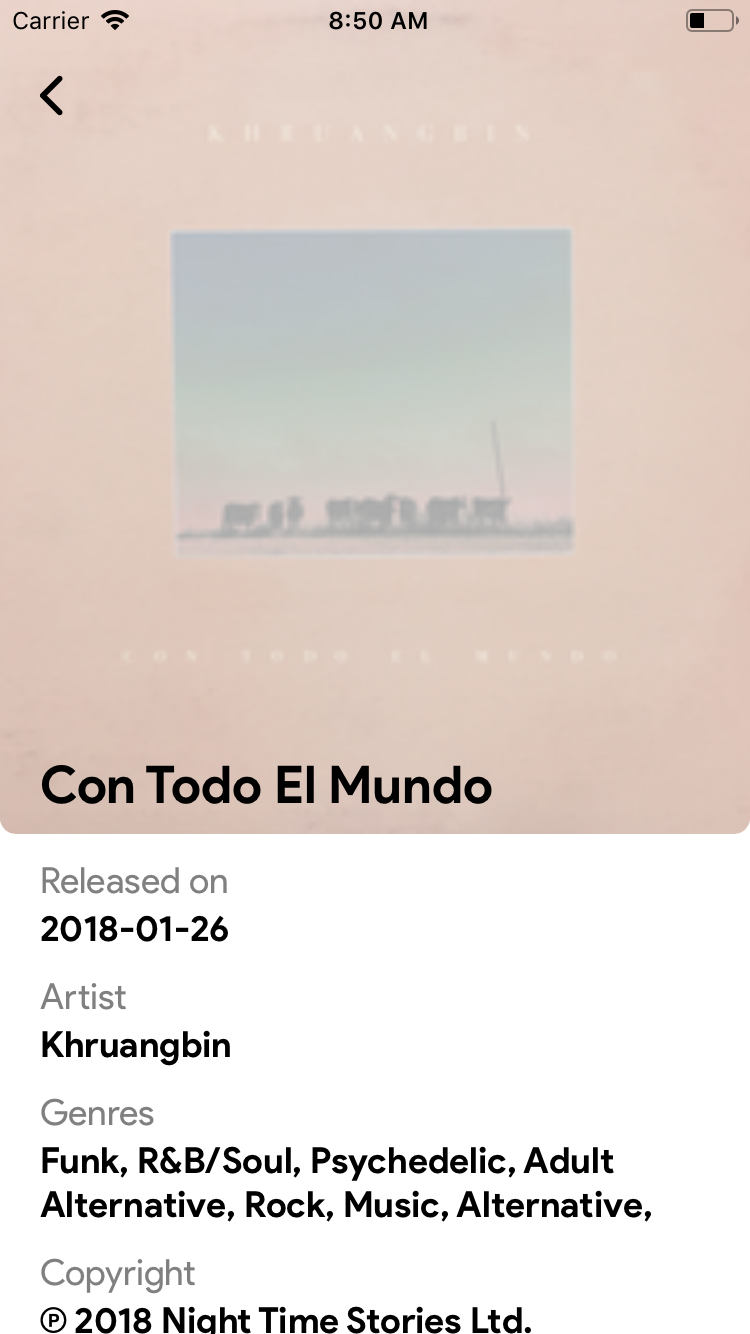 Carrier 8:50 AM
KHRUANGBIN
CON TODO EL MUNDO
Con Todo El Mundo
Released on
2018-01-26
Artist
Khruangbin
Genres
Funk, R&B/Soul, Psychedelic, Adult
Alternative, Rock, Music, Alternative,
Copyright
℗ 2018 Night Time Stories Ltd.